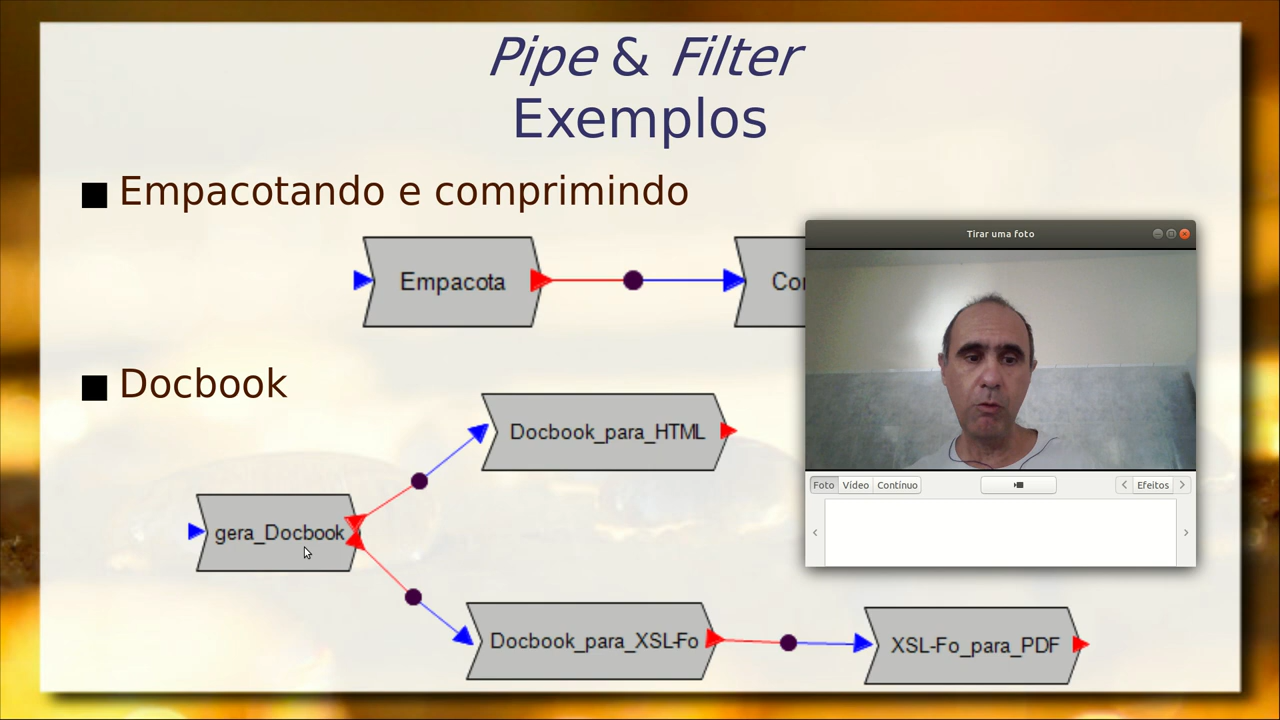 Pipe & Filter
Exemplos
Empacotando e comprimindo
Tirar uma foto
Empacota
Docbook
Docbook_para_HTML
Foto Vídeo Contínuo
Efeitos
gera_Docbook
Docbook_para_XSL-Fo
XSL-Fo_para_PDF